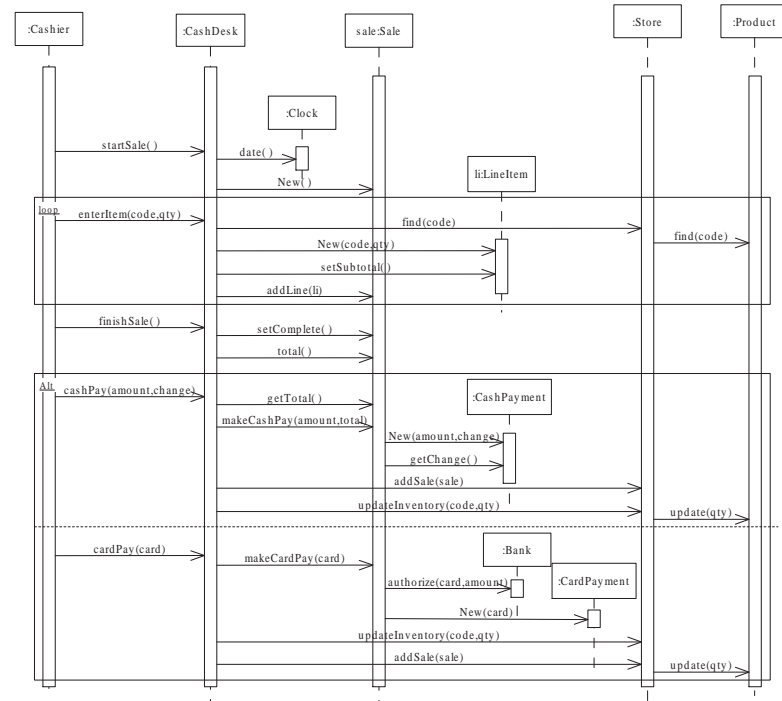 :Cashier
:CashDesk
sale:Sale
:Store
:Product
:Clock
startSale( )
date( )
New( )
li:LineItem
loop
enterItem(code,qty)
find(code)
find(code)
New(code,qty)
setSubtotal()
addLine(li)
finishSale( )
setComplete( )
total( )
Alt
cashPay(amount,change)
getTotal( )
:CashPayment
makeCashPay(amount,total)
New(amount,change)
getChange( )
addSale(sale)
updateInventory(code,qty)
update(qty)
cardPay(card)
:Bank
makeCardPay(card)
:CardPayment
authorize(card,amount)
New(card)
updateInventory(code,qty)
addSale(sale)
update(qty)